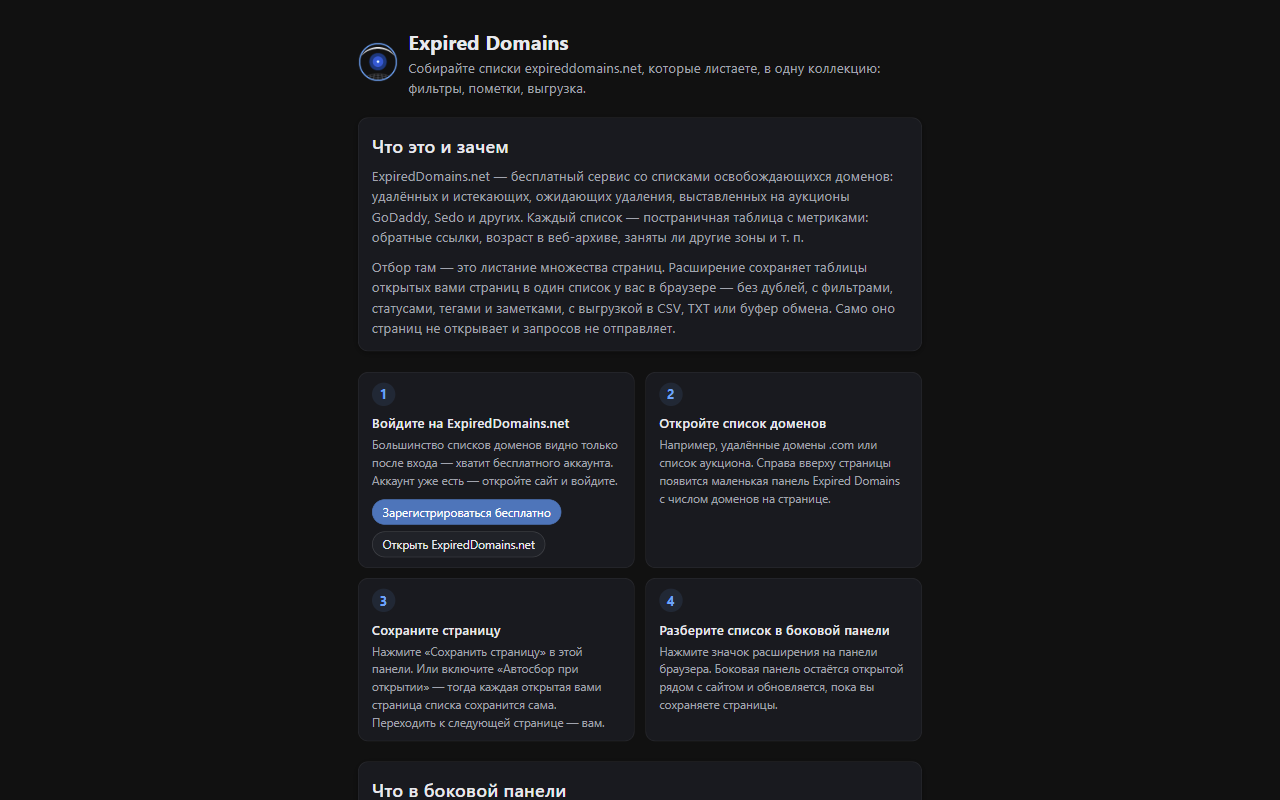 Expired Domains
Собирайте списки expireddomains.net, которые листаете, в одну коллекцию:
фильтры, пометки, выгрузка.
Что это и зачем
ExpiredDomains.net — бесплатный сервис со списками освобождающихся доменов:
удалённых и истекающих, ожидающих удаления, выставленных на аукционы
GoDaddy, Sedo и других. Каждый список — постраничная таблица с метриками:
обратные ссылки, возраст в веб-архиве, заняты ли другие зоны и т. п.
Отбор там — это листание множества страниц. Расширение сохраняет таблицы
открытых вами страниц в один список у вас в браузере — без дублей, с фильтрами,
статусами, тегами и заметками, с выгрузкой в CSV, TXT или буфер обмена. Само оно
страниц не открывает и запросов не отправляет.
1
Войдите на ExpiredDomains.net
Большинство списков доменов видно только
после входа — хватит бесплатного аккаунта.
Аккаунт уже есть — откройте сайт и войдите.
Зарегистрироваться бесплатно
Открыть ExpiredDomains.net
2
Откройте список доменов
Например, удалённые домены .com или
список аукциона. Справа вверху страницы
появится маленькая панель Expired Domains
с числом доменов на странице.
3
Сохраните страницу
Нажмите «Сохранить страницу» в этой
панели. Или включите «Автосбор при
открытии» — тогда каждая открытая вами
страница списка сохранится сама.
Переходить к следующей странице — вам.
4
Разберите список в боковой панели
Нажмите значок расширения на панели
браузера. Боковая панель остаётся открытой
рядом с сайтом и обновляется, пока вы
сохраняете страницы.
Что в боковой панели